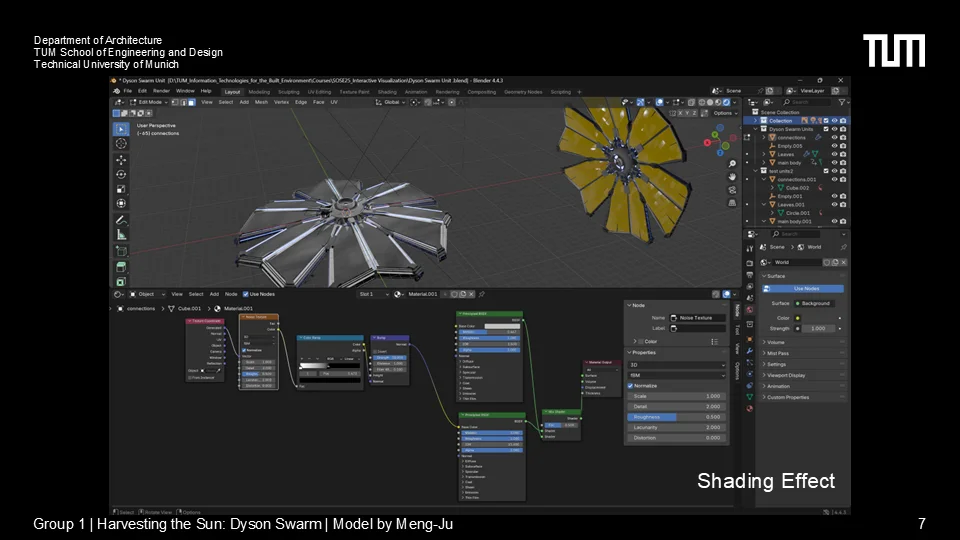 Department of Architecture
TUM School of Engineering and Design
Technical University of Munich
TUM
* Dyson Swarm Unit [D:\TUM_Information_Technologies_for_the_Built_Environment\Courses\SOSE25_Interactive Visualization\Dyson Swarm Unit .blend] - Blender 4.4.3
File Edit Render Window Help Layout Modeling Sculpting UV Editing Texture Paint Shading Animation Rendering Compositing Geometry Nodes Scripting + Scene ViewLayer
Edit Mode View Select Add Mesh Vertex Edge Face UV Global
Search
X Y Z Options
User Perspective
(-65) connections
Scene Collection
Collection
Dyson Swarm Units
connections
Empty.005
Leaves
main body
test units2
connections.001
Cube.002
Empty.001
Leaves.001
Circle.001
main body.001
Search
Scene > World
World
Surface
Use Nodes
Surface Background
Color
Strength 1.000
Volume
Mist Pass
Settings
Viewport Display
Animation
Custom Properties
Object View Select Add Node Use Nodes Slot 1 Material.001
connections > Cube.001 > Material.001
Node
Name Noise Texture
Label
Color
Properties
3D
fBM
Normalize
Scale 1.000
Detail 2.000
Roughness 0.500
Lacunarity 2.000
Distortion 0.000
Node
Tool
View
Options
Noise Texture
Color Ramp
Bump
Principled BSDF
Principled BSDF
Mix Shader
Material Output
Select Rotate View Options
4.4.3
Shading Effect
Group 1 | Harvesting the Sun: Dyson Swarm | Model by Meng-Ju
7